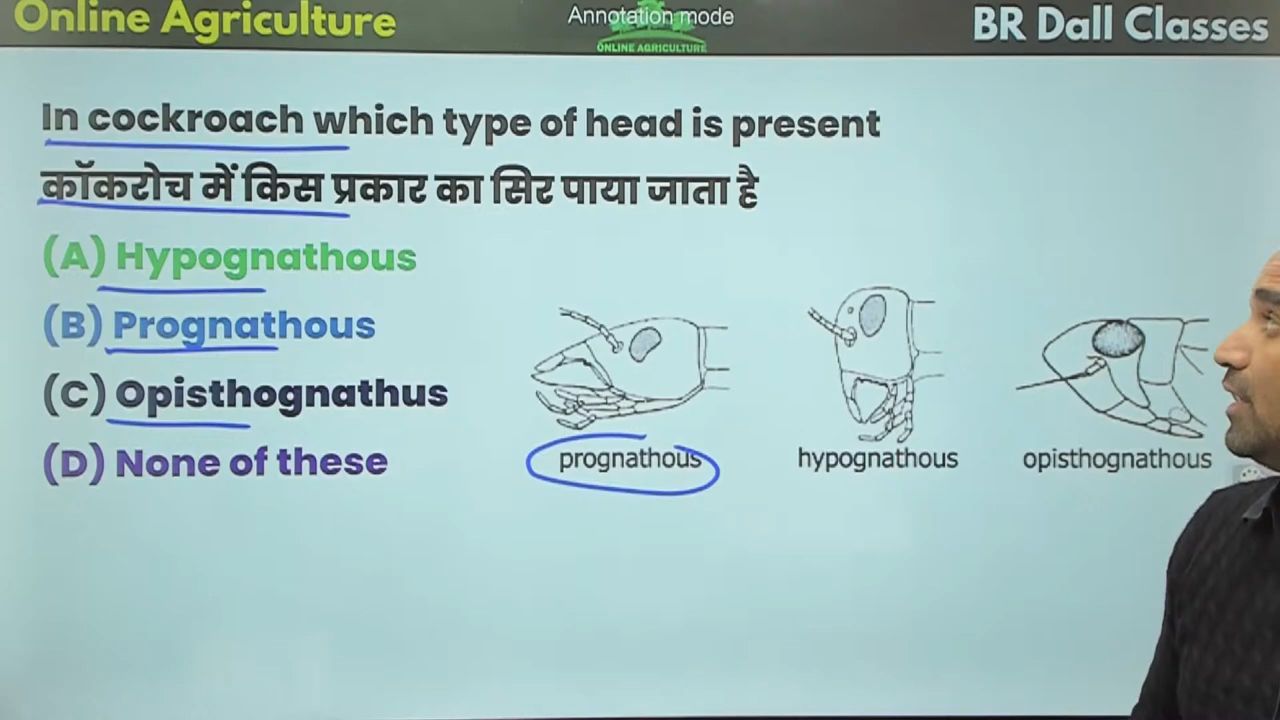 Online Agriculture
Annotation mode
ONLINE AGRICULTURE
BR Dall Classes
In cockroach which type of head is present
कॉकरोच में किस प्रकार का सिर पाया जाता है
(A) Hypognathous
(B) Prognathous
(C) Opisthognathus
(D) None of these
prognathous
hypognathous
opisthognathous